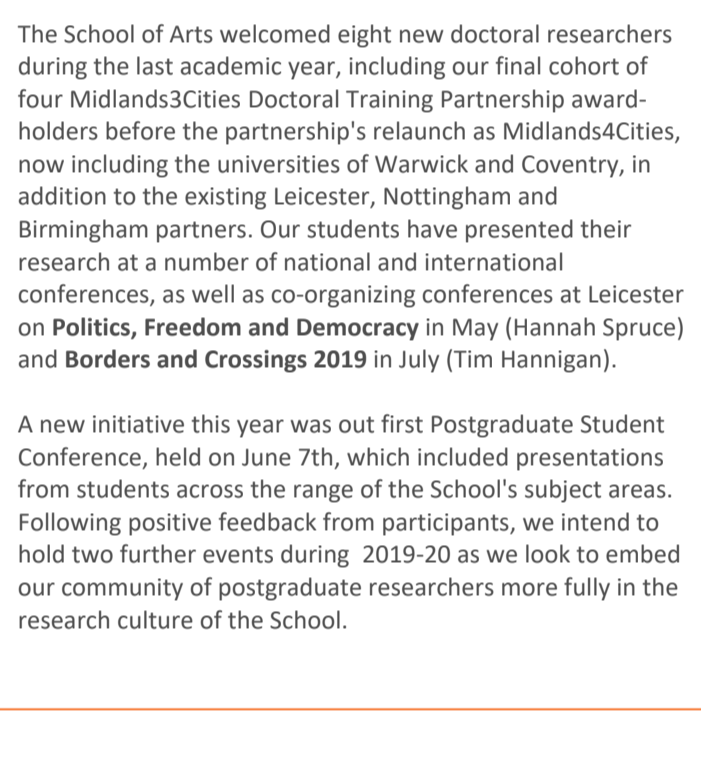 The School of Arts welcomed eight new doctoral researchers
during the last academic year, including our final cohort of
four Midlands3Cities Doctoral Training Partnership award-
holders before the partnership's relaunch as Midlands4Cities,
now including the universities of Warwick and Coventry, in
addition to the existing Leicester, Nottingham and
Birmingham partners. Our students have presented their
research at a number of national and international
conferences, as well as co-organizing conferences at Leicester
on Politics, Freedom and Democracy in May (Hannah Spruce)
and Borders and Crossings 2019 in July (Tim Hannigan).
A new initiative this year was out first Postgraduate Student
Conference, held on June 7th, which included presentations
from students across the range of the School's subject areas.
Following positive feedback from participants, we intend to
hold two further events during  2019-20 as we look to embed
our community of postgraduate researchers more fully in the
research culture of the School.